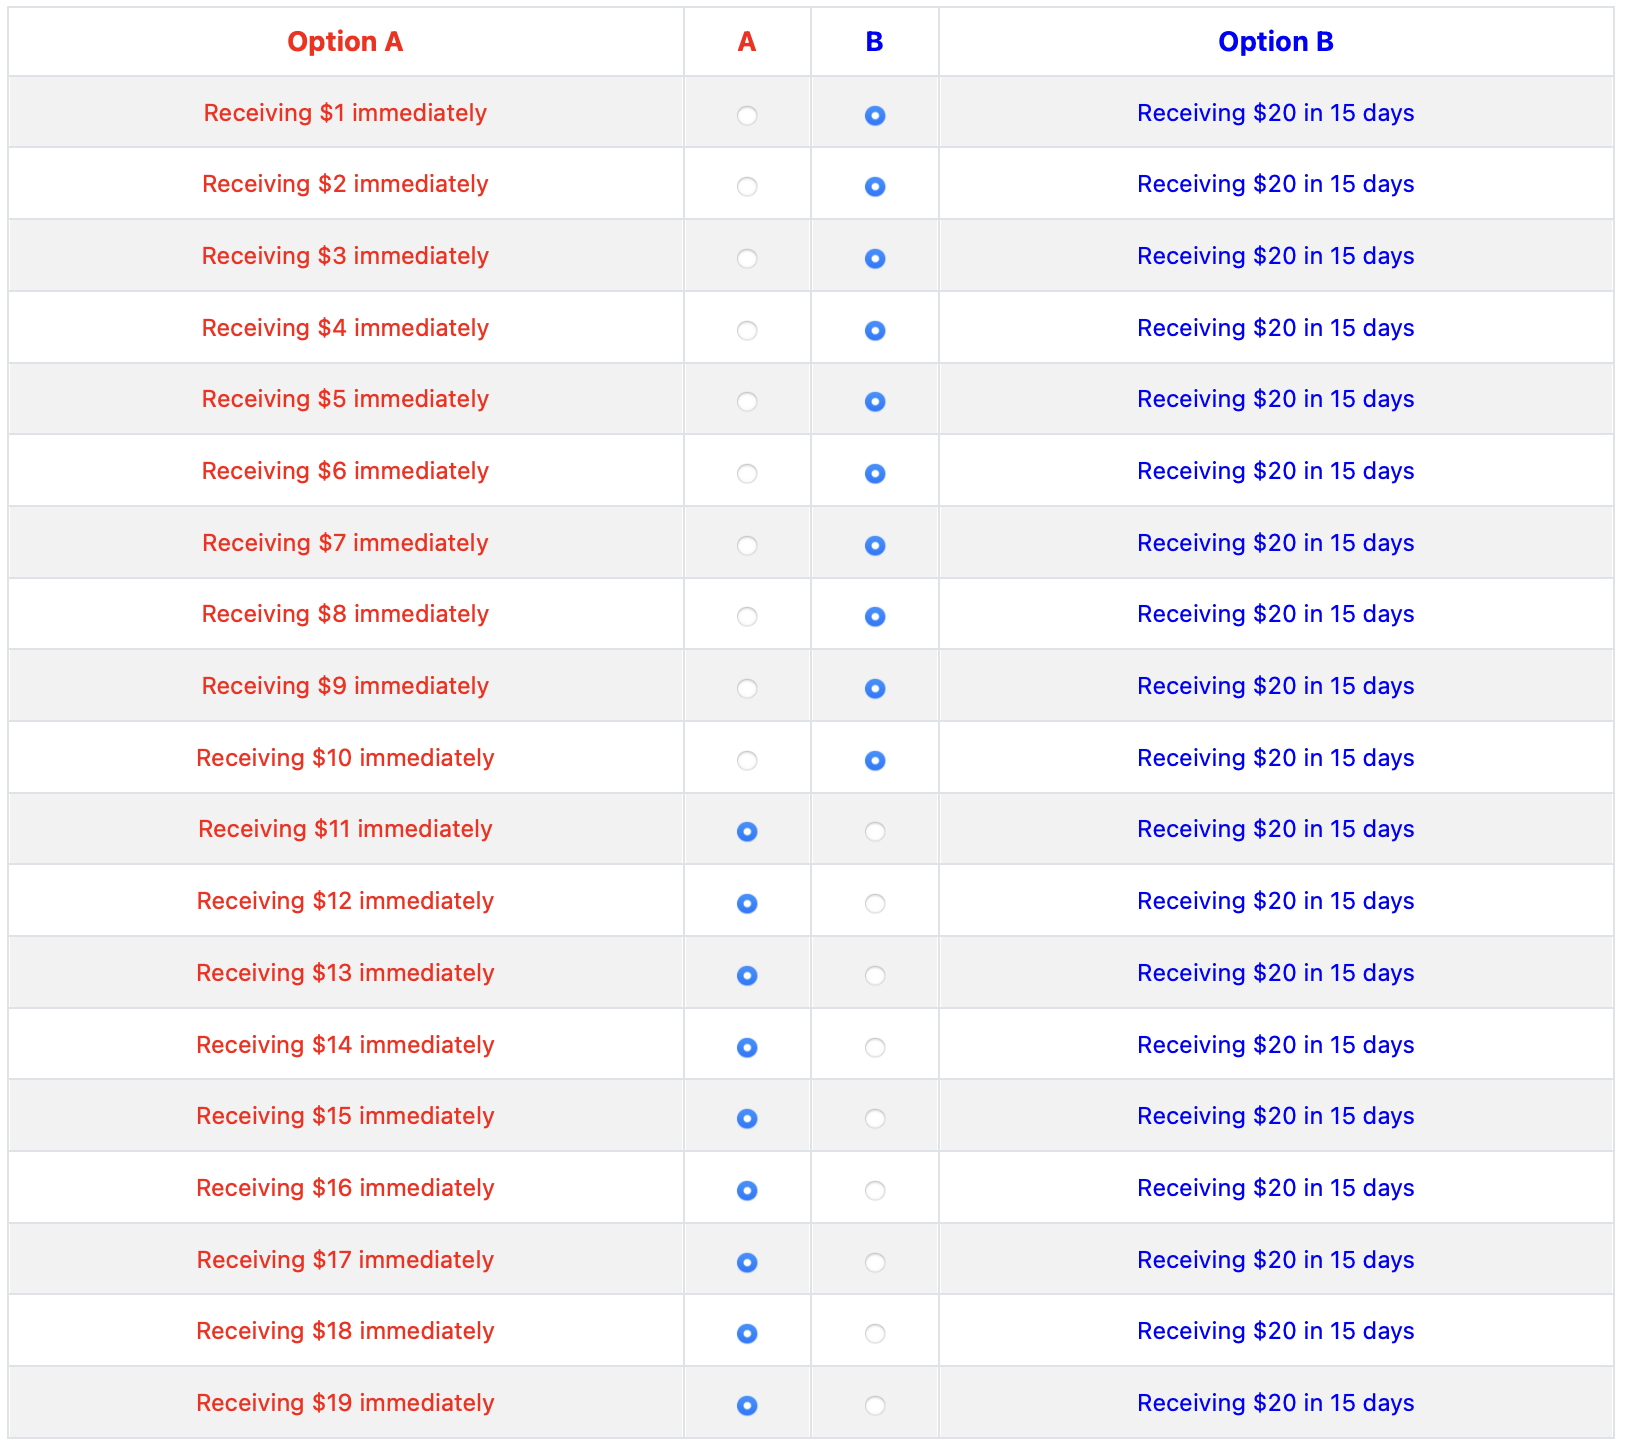 Option A A B Option B
Receiving $1 immediately Receiving $20 in 15 days
Receiving $2 immediately Receiving $20 in 15 days
Receiving $3 immediately Receiving $20 in 15 days
Receiving $4 immediately Receiving $20 in 15 days
Receiving $5 immediately Receiving $20 in 15 days
Receiving $6 immediately Receiving $20 in 15 days
Receiving $7 immediately Receiving $20 in 15 days
Receiving $8 immediately Receiving $20 in 15 days
Receiving $9 immediately Receiving $20 in 15 days
Receiving $10 immediately Receiving $20 in 15 days
Receiving $11 immediately Receiving $20 in 15 days
Receiving $12 immediately Receiving $20 in 15 days
Receiving $13 immediately Receiving $20 in 15 days
Receiving $14 immediately Receiving $20 in 15 days
Receiving $15 immediately Receiving $20 in 15 days
Receiving $16 immediately Receiving $20 in 15 days
Receiving $17 immediately Receiving $20 in 15 days
Receiving $18 immediately Receiving $20 in 15 days
Receiving $19 immediately Receiving $20 in 15 days